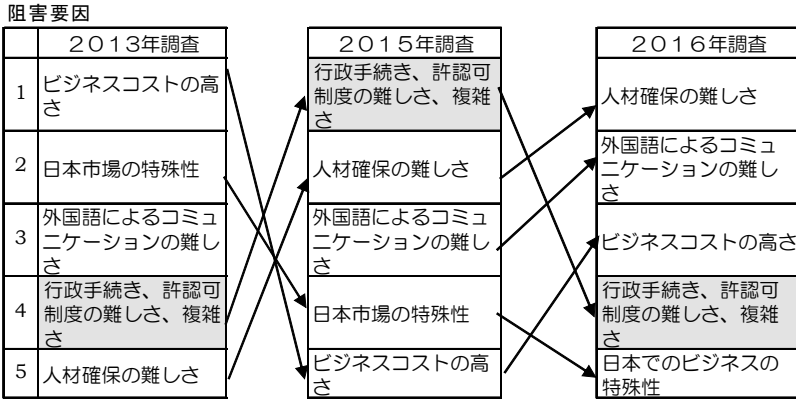 阻害要因
２０１3年調査
1
ビジネスコストの高
さ
2
日本市場の特殊性
3
外国語によるコミュ
ニケーションの難し
さ
4
行政手続き、許認可
制度の難しさ、複雑
さ
5
人材確保の難しさ
２０１５年調査
行政手続き、許認可
制度の難しさ、複雑
さ
人材確保の難しさ
外国語によるコミュ
ニケーションの難し
さ
日本市場の特殊性
ビジネスコストの高
さ
２０１６年調査
人材確保の難しさ
外国語によるコミュ
ニケーションの難し
さ
ビジネスコストの高さ
行政手続き、許認可
制度の難しさ、複雑
さ
日本でのビジネスの
特殊性